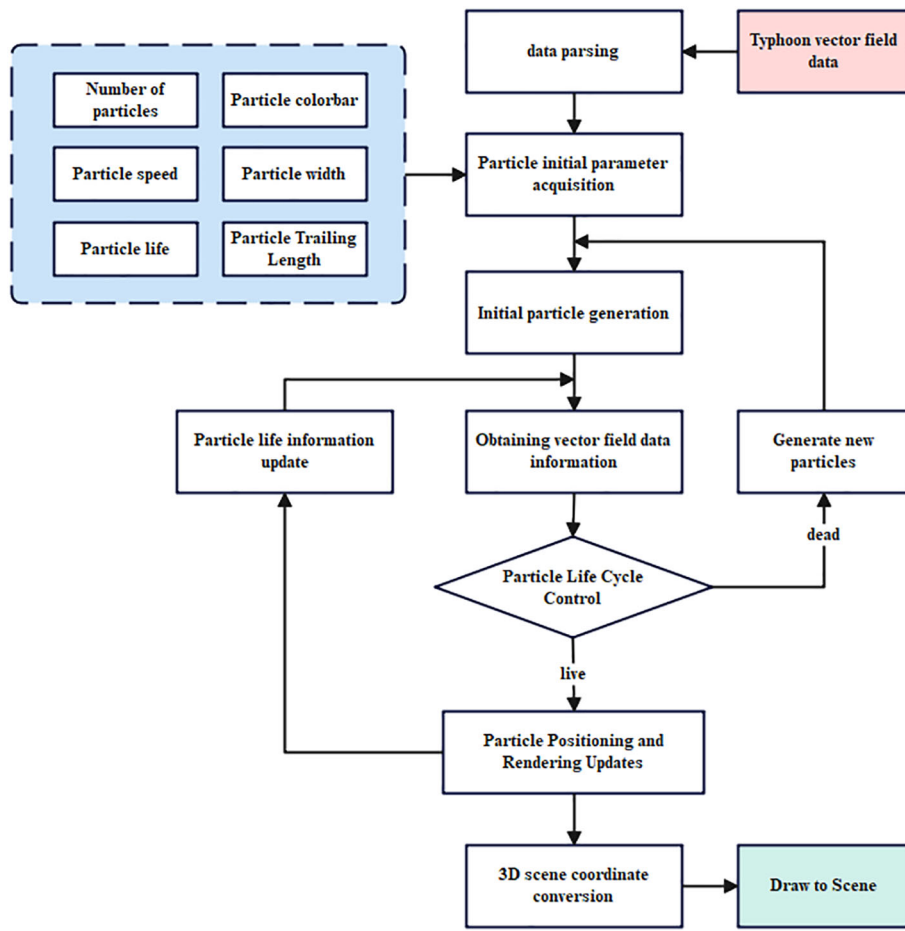 data parsing
Typhoon vector field
data
Number of
particles
Particle colorbar
Particle speed
Particle width
Particle life
Particle Trailing
Length
Particle initial parameter
acquisition
Initial particle generation
Particle life information
update
Obtaining vector field data
information
Generate new
particles
dead
Particle Life Cycle
Control
live
Particle Positioning and
Rendering Updates
3D scene coordinate
conversion
Draw to Scene